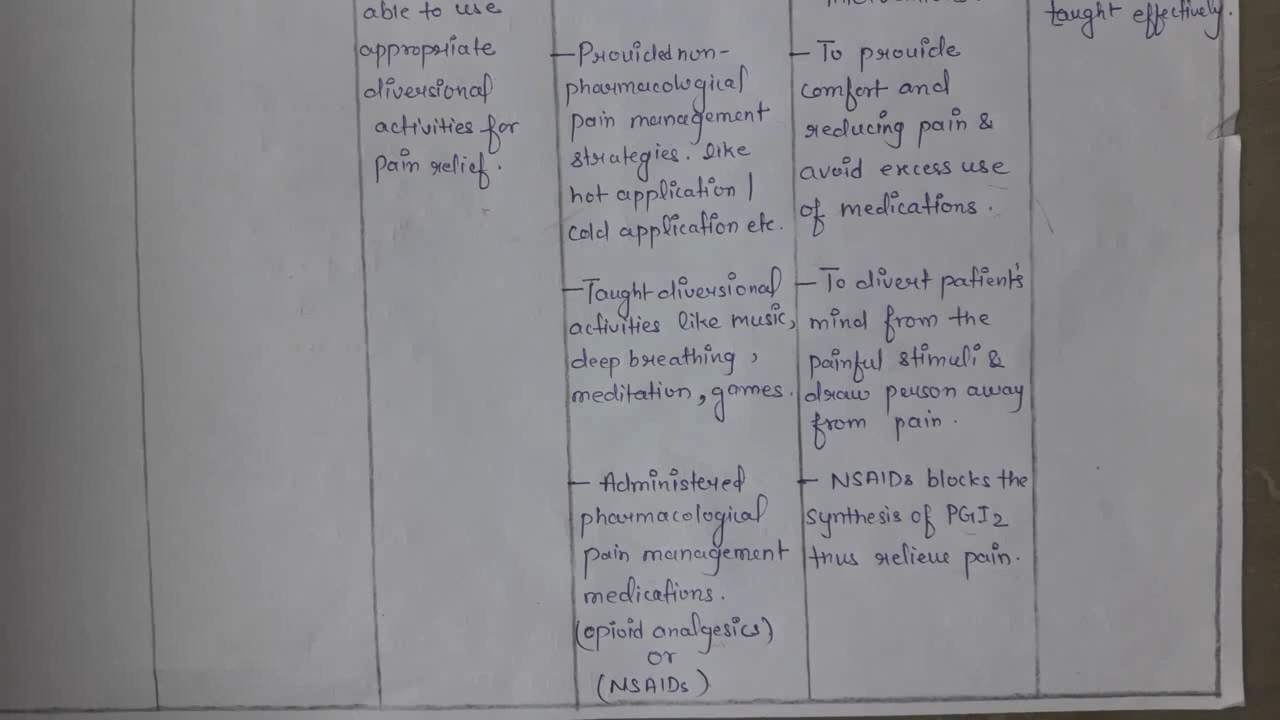 able to use
appropriate
diversional
activities for
pain relief.
– Provided non-
pharmacological
pain management
strategies. like
hot application /
cold application etc.
– Taught diversional
activities like music,
deep breathing,
meditation, games.
– Administered
pharmacological
pain management
medications.
(opioid analgesics)
or
(NSAIDs)
– To provide
comfort and
reducing pain &
avoid excess use
of medications.
– To divert patient's
mind from the
painful stimuli &
draw person away
from pain.
– NSAIDs blocks the
synthesis of PGI2
thus relieve pain.
taught effectively.